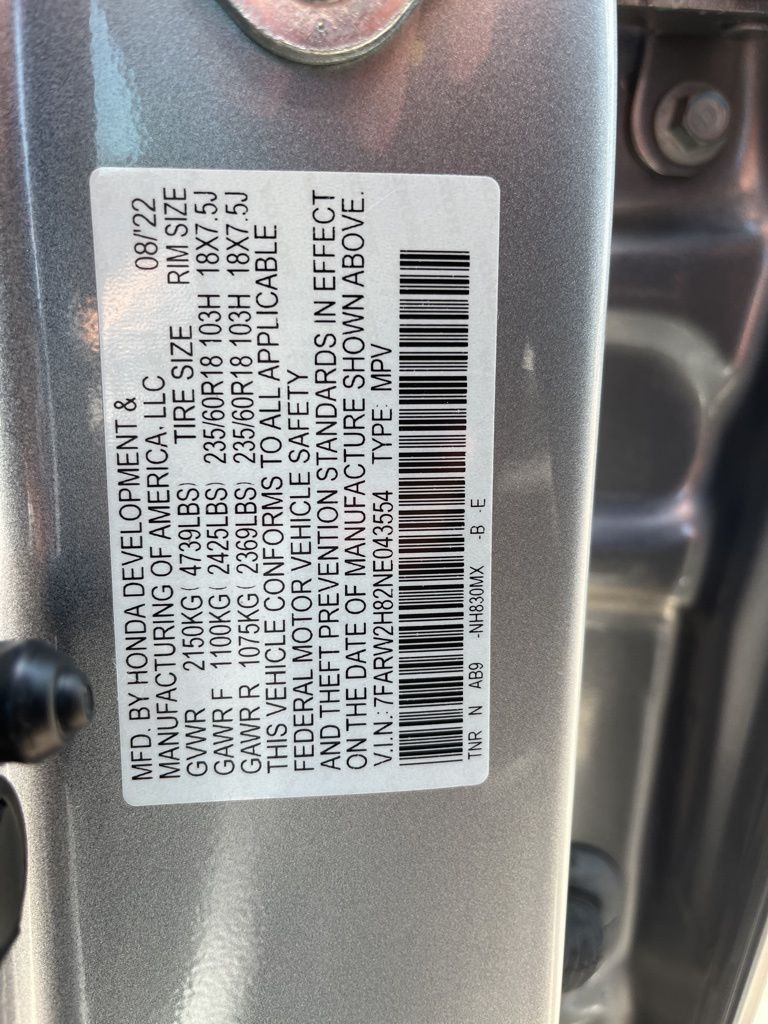 MFD. BY HONDA DEVELOPMENT &
MANUFACTURING OF AMERICA, LLC 08/'22
GVWR 2150KG( 4739LBS) TIRE SIZE RIM SIZE
GAWR F 1100KG( 2425LBS) 235/60R18 103H 18X7.5J
GAWR R 1075KG( 2369LBS) 235/60R18 103H 18X7.5J
THIS VEHICLE CONFORMS TO ALL APPLICABLE
FEDERAL MOTOR VEHICLE SAFETY
AND THEFT PREVENTION STANDARDS IN EFFECT
ON THE DATE OF MANUFACTURE SHOWN ABOVE.
V.I.N.: 7FARW2H82NE043554 TYPE: MPV
TNR N AB9 -NH830MX -B -E